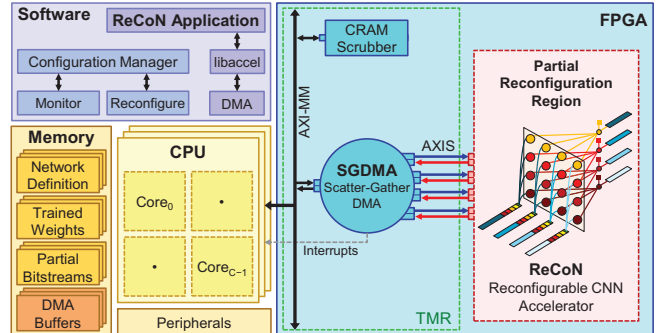 Software
ReCoN Application
Configuration Manager
libaccel
Monitor
Reconfigure
DMA
Memory
Network
Definition
Trained
Weights
Partial
Bitstreams
DMA
Buffers
CPU
Core0
•
•
CoreC−1
Peripherals
AXI-MM
FPGA
CRAM
Scrubber
SGDMA
Scatter-Gather
DMA
AXIS
Interrupts
TMR
Partial
Reconfiguration
Region
ReCoN
Reconfigurable CNN
Accelerator